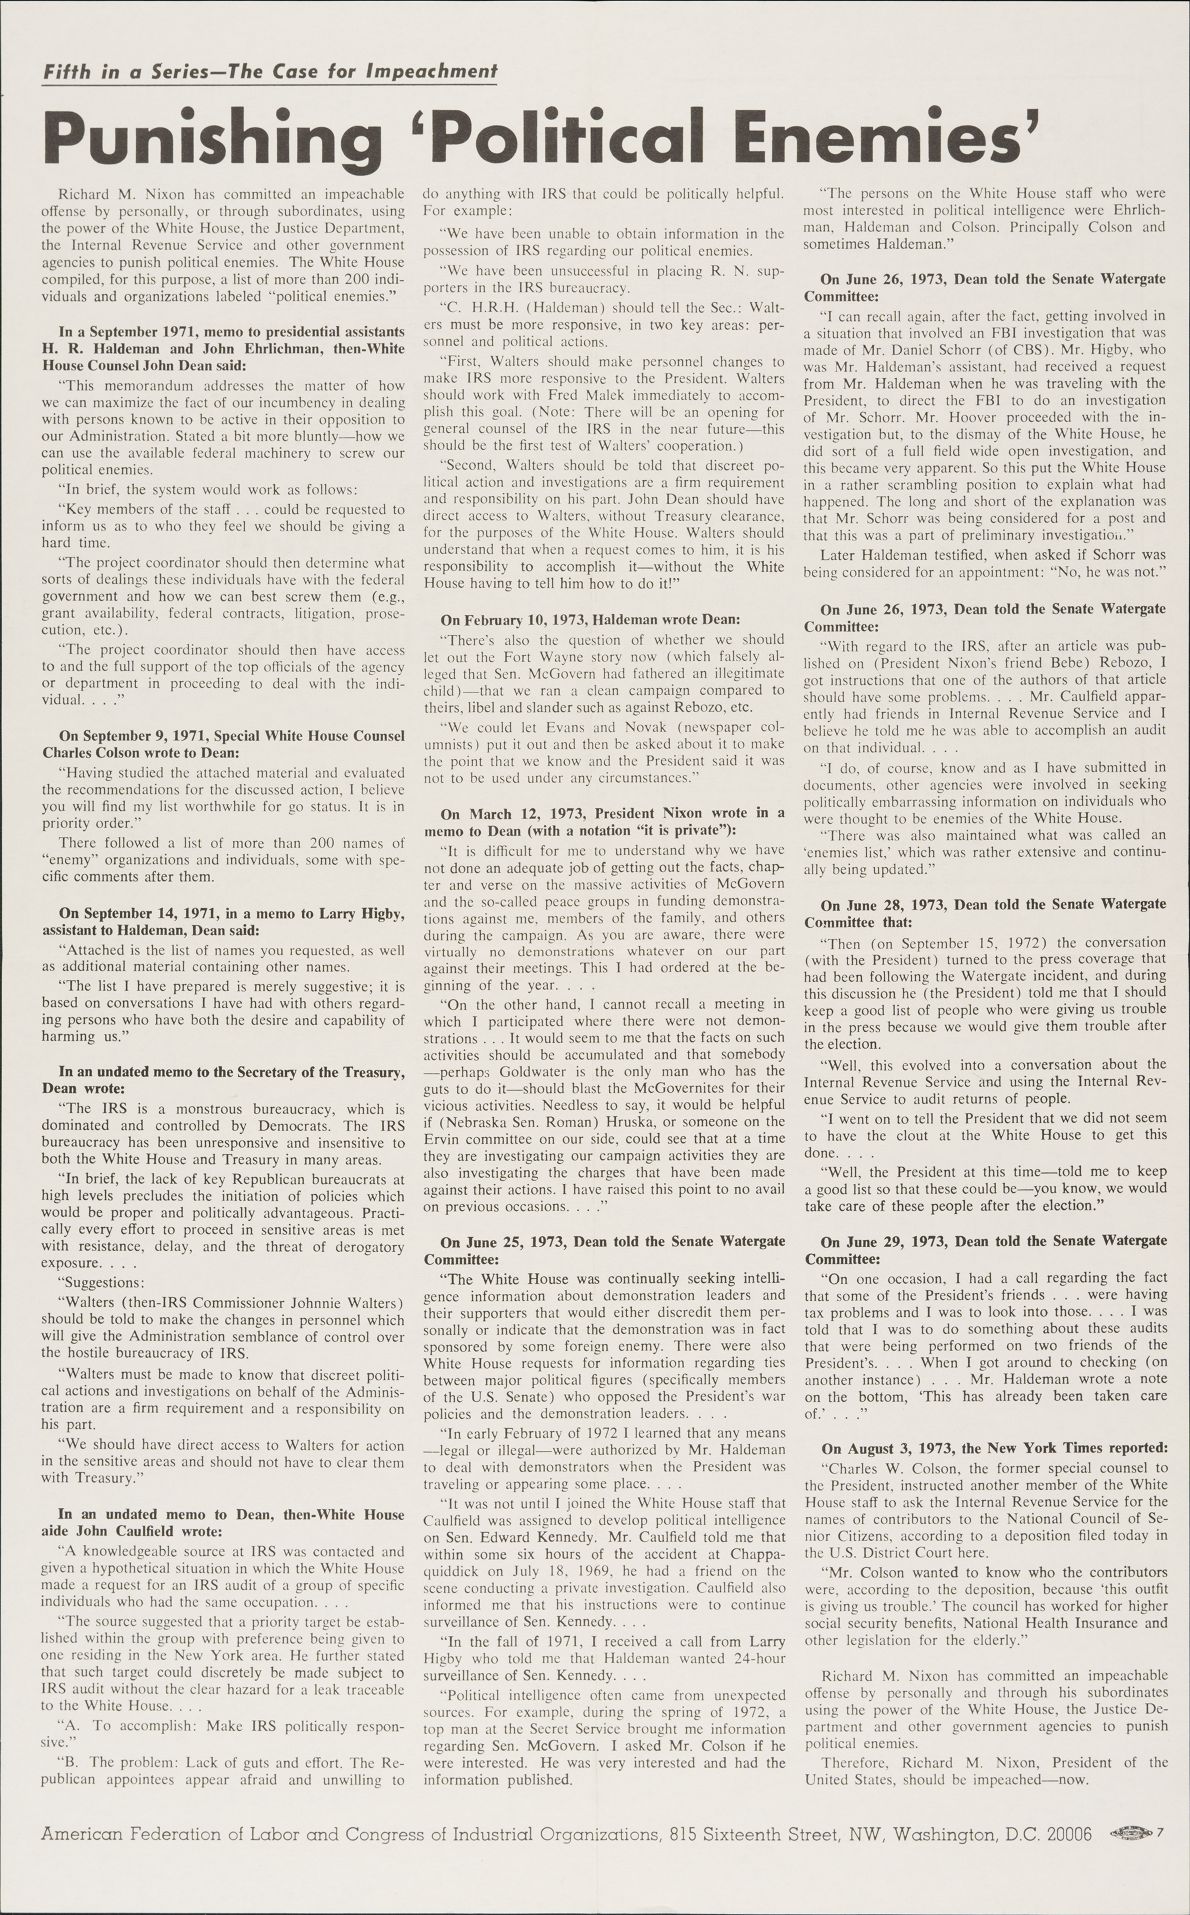 Fifth in a Series—The Case for Impeachment
Punishing ‘Political Enemies’
Richard M. Nixon has committed an impeachable
offense by personally, or through subordinates, using
the power of the White House, the Justice Department,
the Internal Revenue Service and other government
agencies to punish political enemies. The White House
compiled, for this purpose, a list of more than 200 indi-
viduals and organizations labeled “political enemies.”
In a September 1971, memo to presidential assistants
H. R. Haldeman and John Ehrlichman, then-White
House Counsel John Dean said:
“This memorandum addresses the matter of how
we can maximize the fact of our incumbency in dealing
with persons known to be active in their opposition to
our Administration. Stated a bit more bluntly—how we
can use the available federal machinery to screw our
political enemies.
“In brief, the system would work as follows:
“Key members of the staff . . . could be requested to
inform us as to who they feel we should be giving a
hard time.
“The project coordinator should then determine what
sorts of dealings these individuals have with the federal
government and how we can best screw them (e.g.,
grant availability, federal contracts, litigation, prose-
cution, etc.).
“The project coordinator should then have access
to and the full support of the top officials of the agency
or department in proceeding to deal with the indi-
vidual. . . .”
On September 9, 1971, Special White House Counsel
Charles Colson wrote to Dean:
“Having studied the attached material and evaluated
the recommendations for the discussed action, I believe
you will find my list worthwhile for go status. It is in
priority order.”
There followed a list of more than 200 names of
“enemy” organizations and individuals, some with spe-
cific comments after them.
On September 14, 1971, in a memo to Larry Higby,
assistant to Haldeman, Dean said:
“Attached is the list of names you requested, as well
as additional material containing other names.
“The list I have prepared is merely suggestive; it is
based on conversations I have had with others regard-
ing persons who have both the desire and capability of
harming us.”
In an undated memo to the Secretary of the Treasury,
Dean wrote:
“The IRS is a monstrous bureaucracy, which is
dominated and controlled by Democrats. The IRS
bureaucracy has been unresponsive and insensitive to
both the White House and Treasury in many areas.
“In brief, the lack of key Republican bureaucrats at
high levels precludes the initiation of policies which
would be proper and politically advantageous. Practi-
cally every effort to proceed in sensitive areas is met
with resistance, delay, and the threat of derogatory
exposure. . . .
“Suggestions:
“Walters (then-IRS Commissioner Johnnie Walters)
should be told to make the changes in personnel which
will give the Administration semblance of control over
the hostile bureaucracy of IRS.
“Walters must be made to know that discreet politi-
cal actions and investigations on behalf of the Adminis-
tration are a firm requirement and a responsibility on
his part.
“We should have direct access to Walters for action
in the sensitive areas and should not have to clear them
with Treasury.”
In an undated memo to Dean, then-White House
aide John Caulfield wrote:
“A knowledgeable source at IRS was contacted and
given a hypothetical situation in which the White House
made a request for an IRS audit of a group of specific
individuals who had the same occupation. . . .
“The source suggested that a priority target be estab-
lished within the group with preference being given to
one residing in the New York area. He further stated
that such target could discretely be made subject to
IRS audit without the clear hazard for a leak traceable
to the White House. . . .
“A. To accomplish: Make IRS politically respon-
sive.”
“B. The problem: Lack of guts and effort. The Re-
publican appointees appear afraid and unwilling to
do anything with IRS that could be politically helpful.
For example:
“We have been unable to obtain information in the
possession of IRS regarding our political enemies.
“We have been unsuccessful in placing R. N. sup-
porters in the IRS bureaucracy.
“C. H.R.H. (Haldeman) should tell the Sec.: Walt-
ers must be more responsive, in two key areas: per-
sonnel and political actions.
“First, Walters should make personnel changes to
make IRS more responsive to the President. Walters
should work with Fred Malek immediately to accom-
plish this goal. (Note: There will be an opening for
general counsel of the IRS in the near future—this
should be the first test of Walters’ cooperation.)
“Second, Walters should be told that discreet po-
litical action and investigations are a firm requirement
and responsibility on his part. John Dean should have
direct access to Walters, without Treasury clearance,
for the purposes of the White House. Walters should
understand that when a request comes to him, it is his
responsibility to accomplish it—without the White
House having to tell him how to do it!”
On February 10, 1973, Haldeman wrote Dean:
“There’s also the question of whether we should
let out the Fort Wayne story now (which falsely al-
leged that Sen. McGovern had fathered an illegitimate
child)—that we ran a clean campaign compared to
theirs, libel and slander such as against Rebozo, etc.
“We could let Evans and Novak (newspaper col-
umnists) put it out and then be asked about it to make
the point that we know and the President said it was
not to be used under any circumstances.”
On March 12, 1973, President Nixon wrote in a
memo to Dean (with a notation “it is private”):
“It is difficult for me to understand why we have
not done an adequate job of getting out the facts, chap-
ter and verse on the massive activities of McGovern
and the so-called peace groups in funding demonstra-
tions against me, members of the family, and others
during the campaign. As you are aware, there were
virtually no demonstrations whatever on our part
against their meetings. This I had ordered at the be-
ginning of the year. . . .
“On the other hand, I cannot recall a meeting in
which I participated where there were not demon-
strations . . . It would seem to me that the facts on such
activities should be accumulated and that somebody
—perhaps Goldwater is the only man who has the
guts to do it—should blast the McGovernites for their
vicious activities. Needless to say, it would be helpful
if (Nebraska Sen. Roman) Hruska, or someone on the
Ervin committee on our side, could see that at a time
they are investigating our campaign activities they are
also investigating the charges that have been made
against their actions. I have raised this point to no avail
on previous occasions. . . .”
On June 25, 1973, Dean told the Senate Watergate
Committee:
“The White House was continually seeking intelli-
gence information about demonstration leaders and
their supporters that would either discredit them per-
sonally or indicate that the demonstration was in fact
sponsored by some foreign enemy. There were also
White House requests for information regarding ties
between major political figures (specifically members
of the U.S. Senate) who opposed the President’s war
policies and the demonstration leaders. . . .
“In early February of 1972 I learned that any means
—legal or illegal—were authorized by Mr. Haldeman
to deal with demonstrators when the President was
traveling or appearing some place. . . .
“It was not until I joined the White House staff that
Caulfield was assigned to develop political intelligence
on Sen. Edward Kennedy. Mr. Caulfield told me that
within some six hours of the accident at Chappa-
quiddick on July 18, 1969, he had a friend on the
scene conducting a private investigation. Caulfield also
informed me that his instructions were to continue
surveillance of Sen. Kennedy. . . .
“In the fall of 1971, I received a call from Larry
Higby who told me that Haldeman wanted 24-hour
surveillance of Sen. Kennedy. . . .
“Political intelligence often came from unexpected
sources. For example, during the spring of 1972, a
top man at the Secret Service brought me information
regarding Sen. McGovern. I asked Mr. Colson if he
were interested. He was very interested and had the
information published.
“The persons on the White House staff who were
most interested in political intelligence were Ehrlich-
man, Haldeman and Colson. Principally Colson and
sometimes Haldeman.”
On June 26, 1973, Dean told the Senate Watergate
Committee:
“I can recall again, after the fact, getting involved in
a situation that involved an FBI investigation that was
made of Mr. Daniel Schorr (of CBS). Mr. Higby, who
was Mr. Haldeman’s assistant, had received a request
from Mr. Haldeman when he was traveling with the
President, to direct the FBI to do an investigation
of Mr. Schorr. Mr. Hoover proceeded with the in-
vestigation but, to the dismay of the White House, he
did sort of a full field wide open investigation, and
this became very apparent. So this put the White House
in a rather scrambling position to explain what had
happened. The long and short of the explanation was
that Mr. Schorr was being considered for a post and
that this was a part of preliminary investigation.”
Later Haldeman testified, when asked if Schorr was
being considered for an appointment: “No, he was not.”
On June 26, 1973, Dean told the Senate Watergate
Committee:
“With regard to the IRS, after an article was pub-
lished on (President Nixon’s friend Bebe) Rebozo, I
got instructions that one of the authors of that article
should have some problems. . . . Mr. Caulfield appar-
ently had friends in Internal Revenue Service and I
believe he told me he was able to accomplish an audit
on that individual. . . .
“I do, of course, know and as I have submitted in
documents, other agencies were involved in seeking
politically embarrassing information on individuals who
were thought to be enemies of the White House.
“There was also maintained what was called an
‘enemies list,’ which was rather extensive and continu-
ally being updated.”
On June 28, 1973, Dean told the Senate Watergate
Committee that:
“Then (on September 15, 1972) the conversation
(with the President) turned to the press coverage that
had been following the Watergate incident, and during
this discussion he (the President) told me that I should
keep a good list of people who were giving us trouble
in the press because we would give them trouble after
the election.
“Well, this evolved into a conversation about the
Internal Revenue Service and using the Internal Rev-
enue Service to audit returns of people.
“I went on to tell the President that we did not seem
to have the clout at the White House to get this
done. . . .
“Well, the President at this time—told me to keep
a good list so that these could be—you know, we would
take care of these people after the election.”
On June 29, 1973, Dean told the Senate Watergate
Committee:
“On one occasion, I had a call regarding the fact
that some of the President’s friends . . . were having
tax problems and I was to look into those. . . . I was
told that I was to do something about these audits
that were being performed on two friends of the
President’s. . . . When I got around to checking (on
another instance) . . . Mr. Haldeman wrote a note
on the bottom, ‘This has already been taken care
of.’ . . .”
On August 3, 1973, the New York Times reported:
“Charles W. Colson, the former special counsel to
the President, instructed another member of the White
House staff to ask the Internal Revenue Service for the
names of contributors to the National Council of Se-
nior Citizens, according to a deposition filed today in
the U.S. District Court here.
“Mr. Colson wanted to know who the contributors
were, according to the deposition, because ‘this outfit
is giving us trouble.’ The council has worked for higher
social security benefits, National Health Insurance and
other legislation for the elderly.”
Richard M. Nixon has committed an impeachable
offense by personally and through his subordinates
using the power of the White House, the Justice De-
partment and other government agencies to punish
political enemies.
Therefore, Richard M. Nixon, President of the
United States, should be impeached—now.
American Federation of Labor and Congress of Industrial Organizations, 815 Sixteenth Street, NW, Washington, D.C. 20006 7